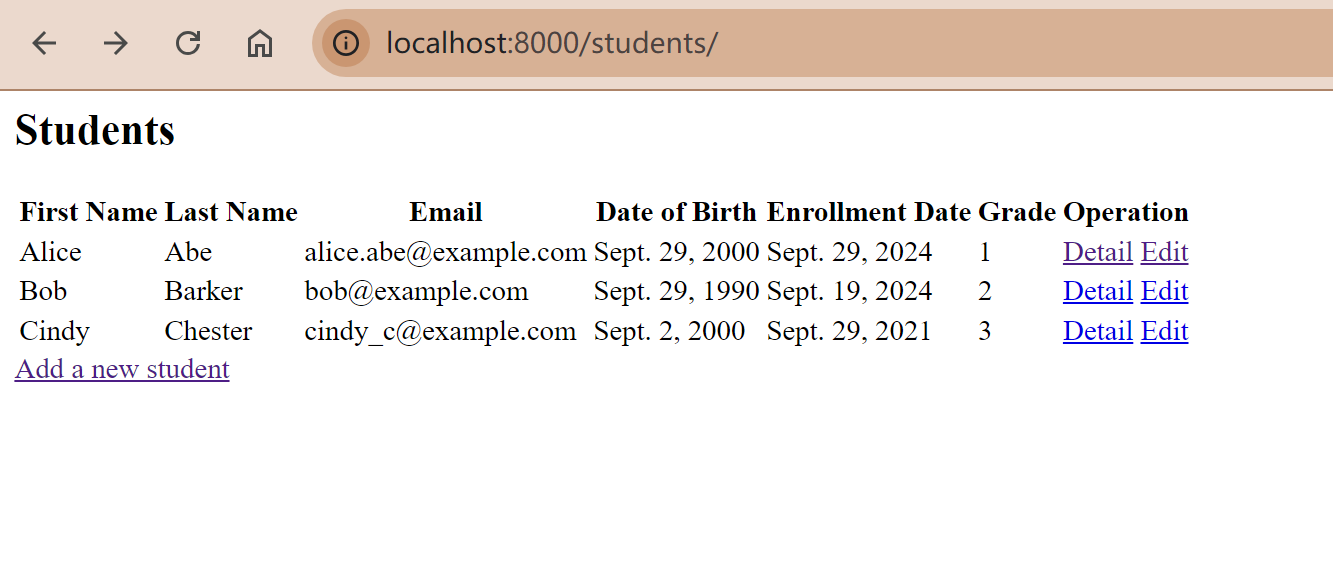 localhost:8000/students/
Students
First Name Last Name Email Date of Birth Enrollment Date Grade Operation
Alice Abe alice.abe@example.com Sept. 29, 2000 Sept. 29, 2024 1 Detail Edit
Bob Barker bob@example.com Sept. 29, 1990 Sept. 19, 2024 2 Detail Edit
Cindy Chester cindy_c@example.com Sept. 2, 2000 Sept. 29, 2021 3 Detail Edit
Add a new student